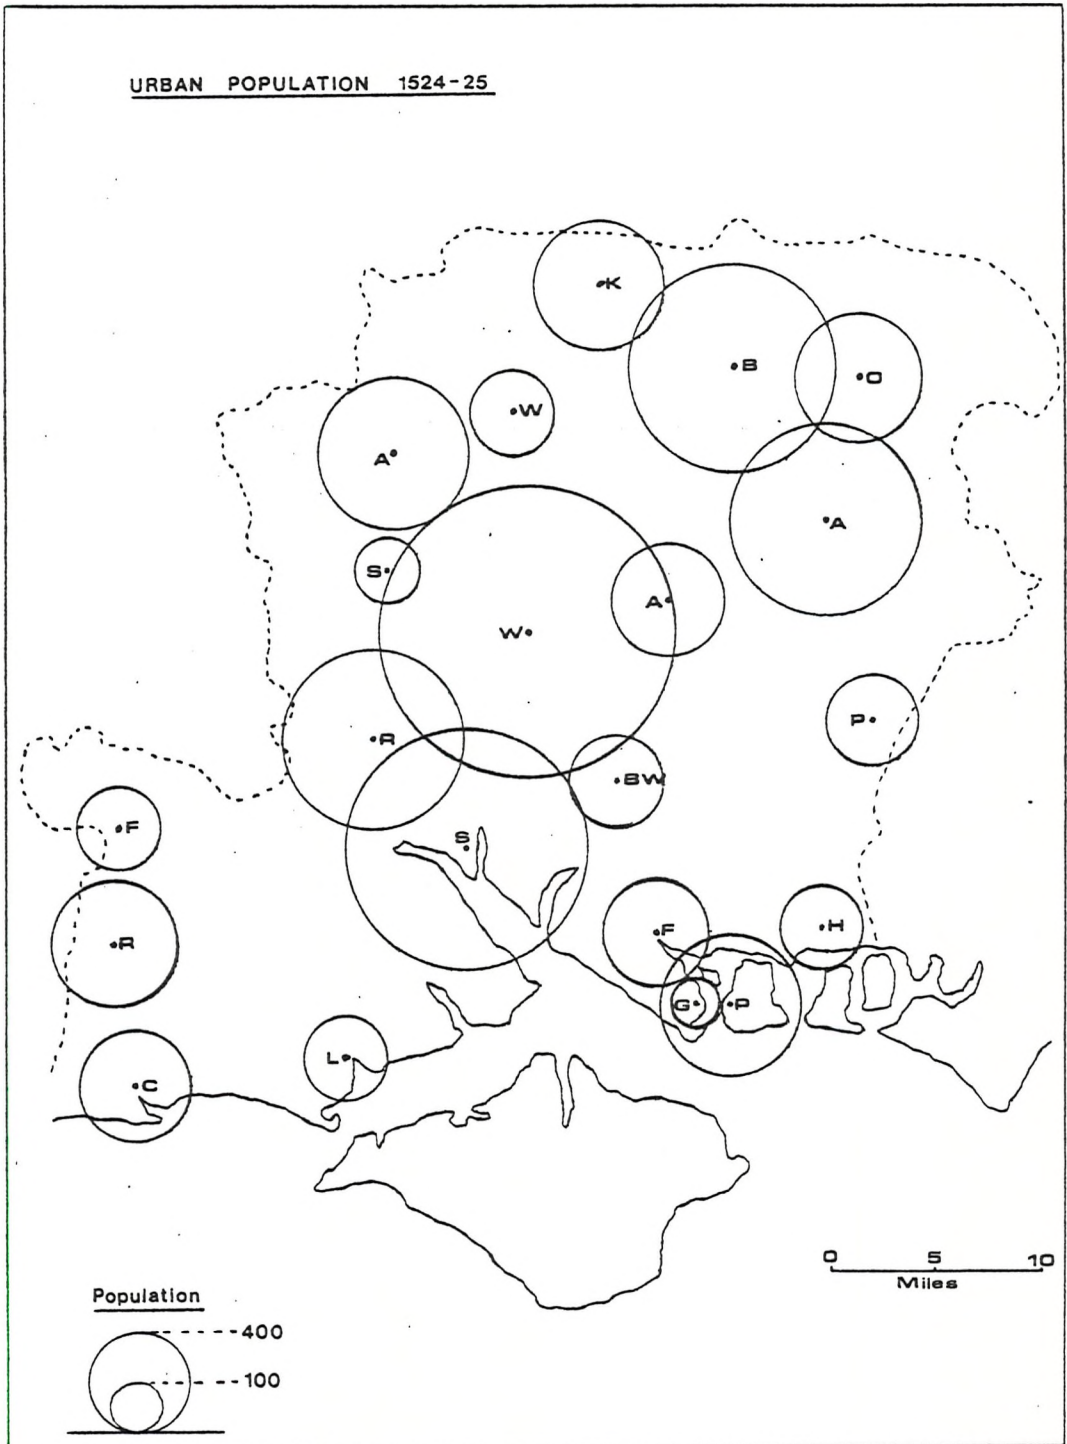 URBAN POPULATION 1524-25
K
B
O
W
A
A
S
A
W
P
R
BW
S
F
F
H
R
G
P
L
C
0 5 10
Miles
Population
400
100